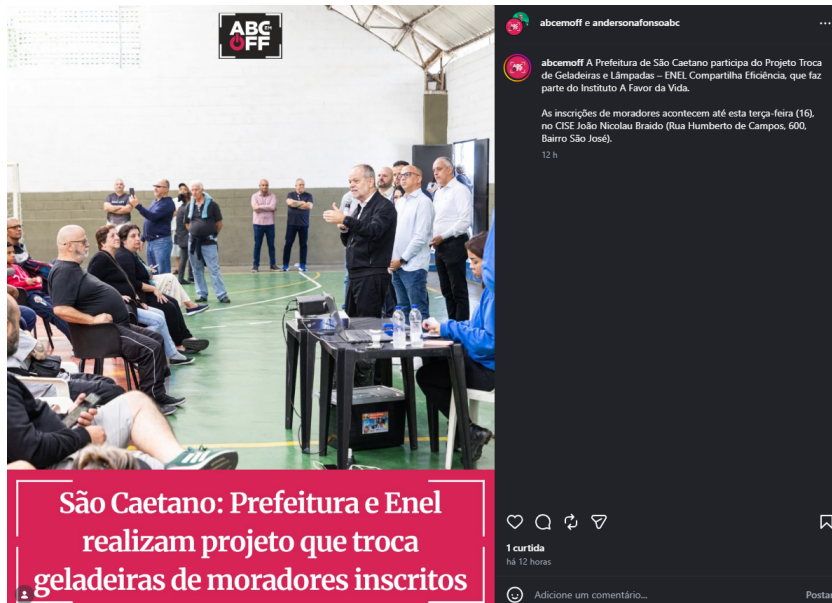 ABC EM
OFF
São Caetano: Prefeitura e Enel
realizam projeto que troca
geladeiras de moradores inscritos
abcemoff e andersonafonsoabc
abcemoff A Prefeitura de São Caetano participa do Projeto Troca
de Geladeiras e Lâmpadas – ENEL Compartilha Eficiência, que faz
parte do Instituto A Favor da Vida.
As inscrições de moradores acontecem até esta terça-feira (16),
no CISE João Nicolau Braido (Rua Humberto de Campos, 600,
Bairro São José).
12 h
1 curtida
há 12 horas
Adicione um comentário...
Postar